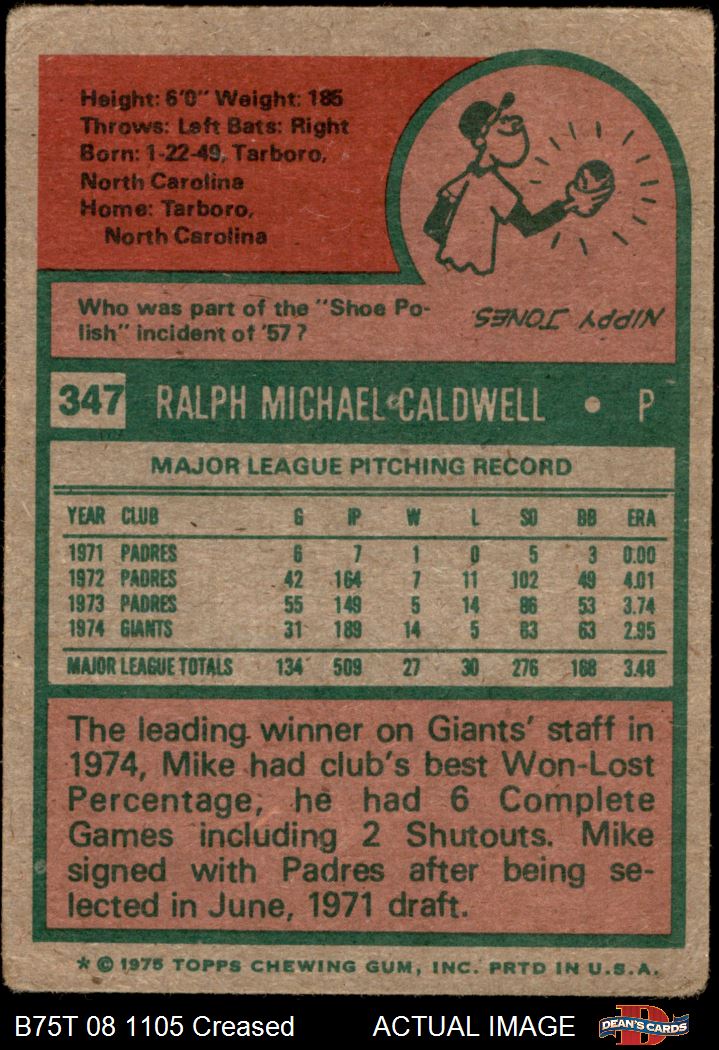 Height: 6'0" Weight: 185
Throws: Left Bats: Right
Born: 1-22-49, Tarboro,
North Carolina
Home: Tarboro,
North Carolina
Who was part of the "Shoe Po-
lish" incident of '57?
NIPPY JONES.
347 RALPH MICHAEL CALDWELL • P
MAJOR LEAGUE PITCHING RECORD
YEAR CLUB G IP W L SO BB ERA
1971 PADRES 6 7 1 0 5 3 0.00
1972 PADRES 42 164 7 11 102 49 4.01
1973 PADRES 55 149 5 14 86 53 3.74
1974 GIANTS 31 189 14 5 83 63 2.95
MAJOR LEAGUE TOTALS 134 509 27 30 276 168 3.48
The leading winner on Giants' staff in
1974, Mike had club's best Won-Lost
Percentage; he had 6 Complete
Games including 2 Shutouts. Mike
signed with Padres after being se-
lected in June, 1971 draft.
* © 1975 TOPPS CHEWING GUM, INC. PRTD IN U.S.A.
B75T 08 1105 Creased ACTUAL IMAGE D DEAN'S CARDS